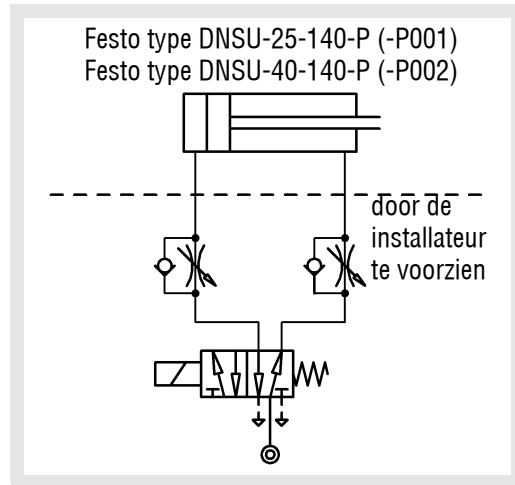 Festo type DNSU-25-140-P (-P001)
Festo type DNSU-40-140-P (-P002)
door de
installateur
te voorzien